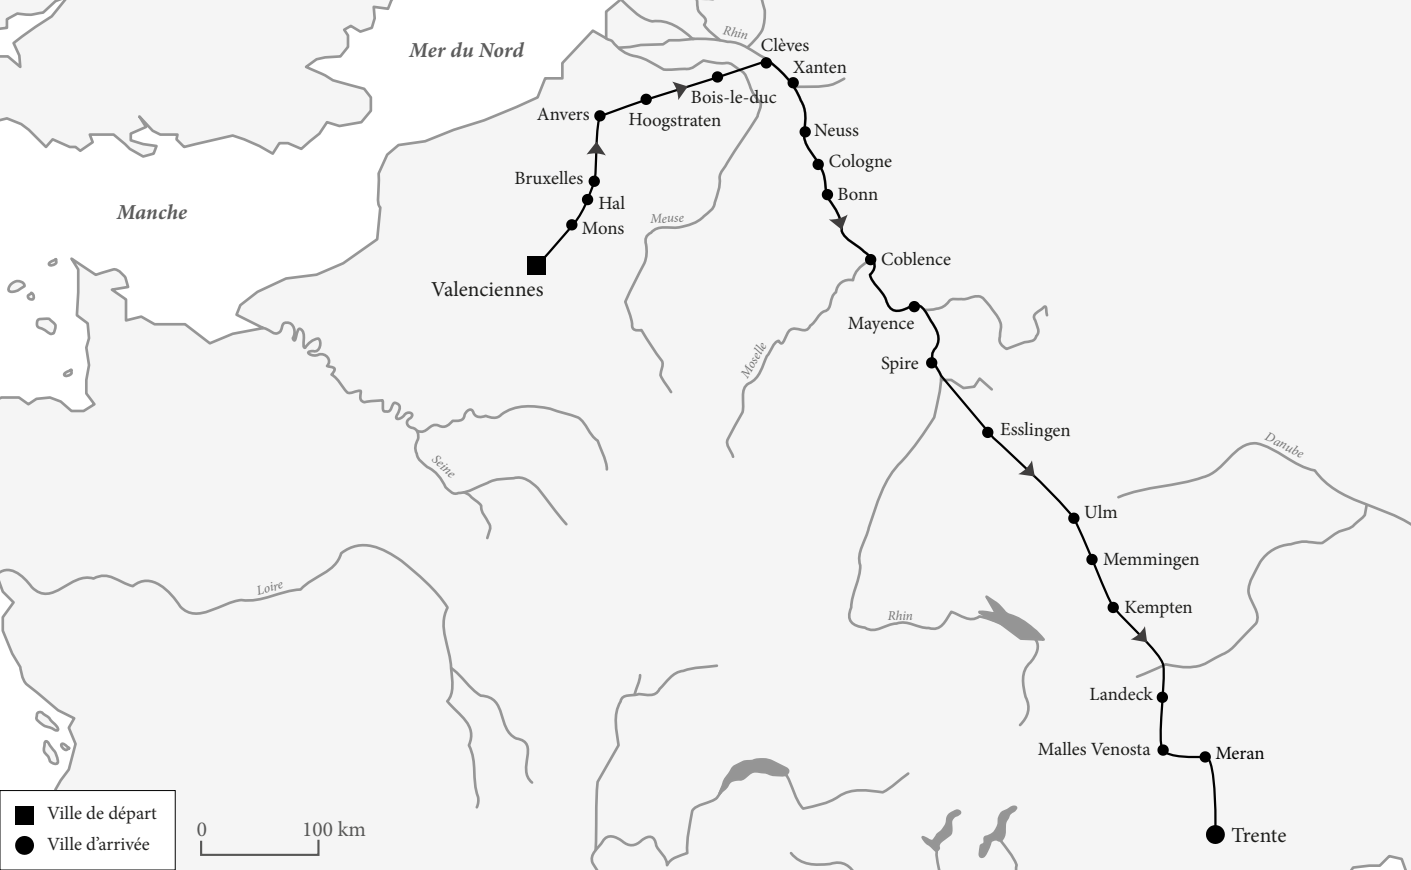 Rhin
Clèves
Mer du Nord
Xanten
Bois-le-duc
Anvers
Hoogstraten
Neuss
Cologne
Bruxelles
Bonn
Hal
Manche
Meuse
Mons
Coblence
Valenciennes
Mayence
Moselle
Spire
Esslingen
Danube
Seine
Ulm
Memmingen
Loire
Kempten
Rhin
Landeck
Malles Venosta
Meran
Ville de départ
0 100 km
Trente
Ville d'arrivée